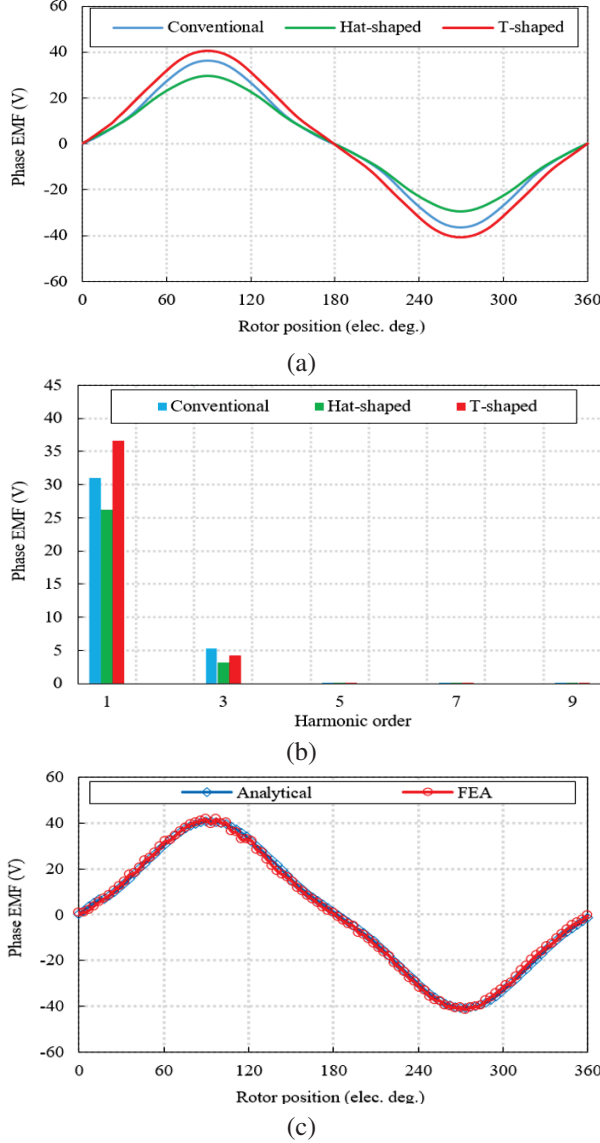 60
Conventional Hat-shaped T-shaped
40
20
0
-20
-40
-60
Phase EMF (V)
0 60 120 180 240 300 360
Rotor position (elec. deg.)
(a)
45
Conventional Hat-shaped T-shaped
40
35
30
25
20
15
10
5
0
Phase EMF (V)
1 3 5 7 9
Harmonic order
(b)
60
Analytical FEA
40
20
0
-20
-40
-60
Phase EMF (V)
0 60 120 180 240 300 360
Rotor position (elec. deg.)
(c)